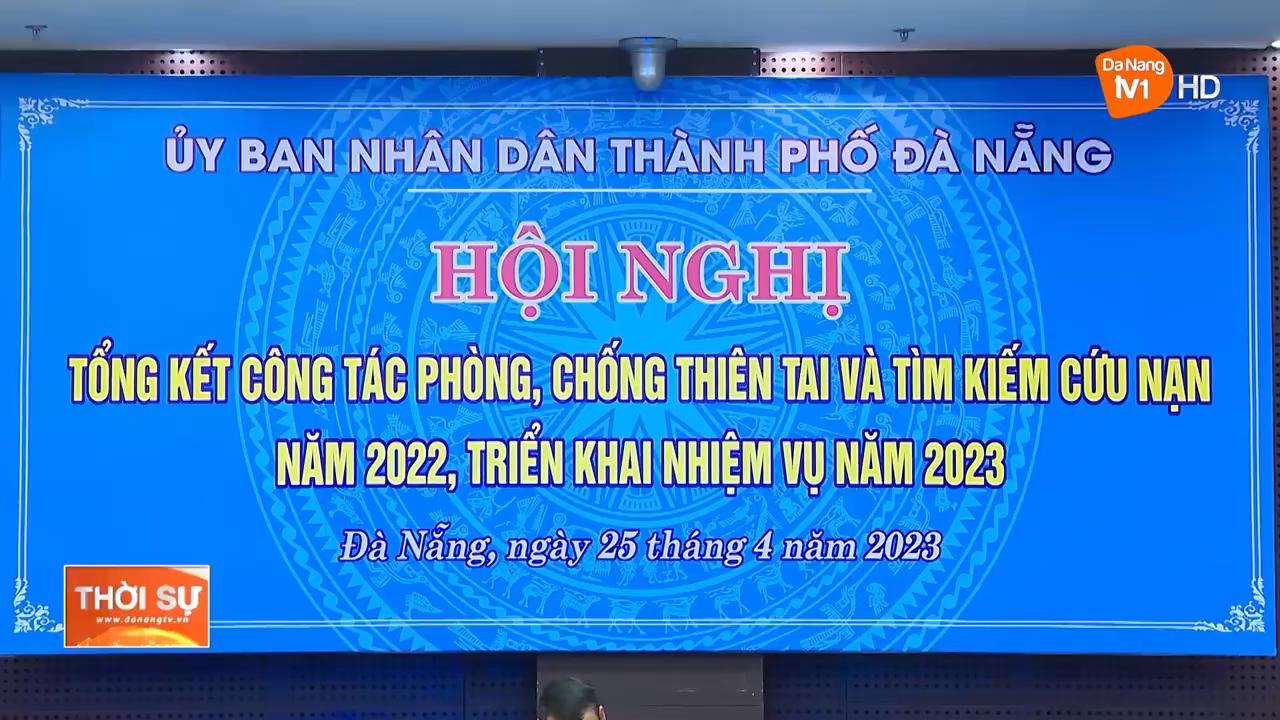 Da Nang
TV1 HD
ỦY BAN NHÂN DÂN THÀNH PHỐ ĐÀ NẴNG
HỘI NGHỊ
TỔNG KẾT CÔNG TÁC PHÒNG, CHỐNG THIÊN TAI VÀ TÌM KIẾM CỨU NẠN
NĂM 2022, TRIỂN KHAI NHIỆM VỤ NĂM 2023
Đà Nẵng, ngày 25 tháng 4 năm 2023
THỜI SỰ
www.danangtv.vn